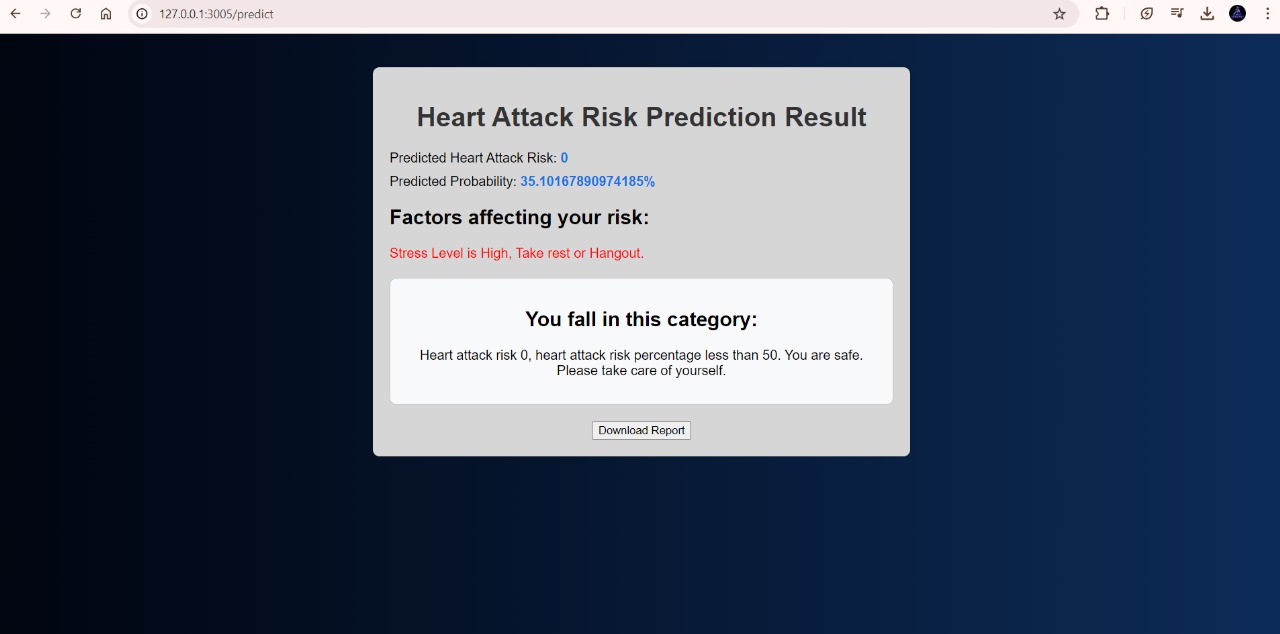 127.0.0.1:3005/predict
Heart Attack Risk Prediction Result
Predicted Heart Attack Risk: 0
Predicted Probability: 35.10167890974185%
Factors affecting your risk:
Stress Level is High, Take rest or Hangout.
You fall in this category:
Heart attack risk 0, heart attack risk percentage less than 50. You are safe.
Please take care of yourself.
Download Report